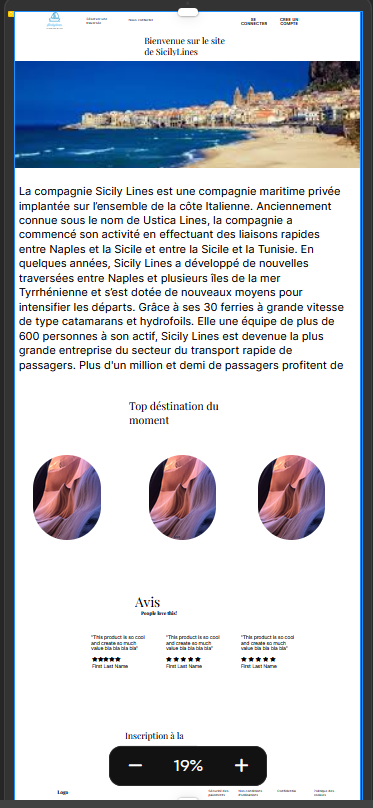 Nous contacter
SE
CONNECTER
CREE UN
COMPTE
Bienvenue sur le site
de SicilyLines
La compagnie Sicily Lines est une compagnie maritime privée
implantée sur l'ensemble de la côte Italienne. Anciennement
connue sous le nom de Ustica Lines, la compagnie a
commencé son activité en effectuant des liaisons rapides
entre Naples et la Sicile et entre la Sicile et la Tunisie. En
quelques années, Sicily Lines a développé de nouvelles
traversées entre Naples et plusieurs îles de la mer
Tyrrhénienne et s'est dotée de nouveaux moyens pour
intensifier les départs. Grâce à ses 30 ferries à grande vitesse
de type catamarans et hydrofoils. Elle une équipe de plus de
600 personnes à son actif, Sicily Lines est devenue la plus
grande entreprise du secteur du transport rapide de
passagers. Plus d'un million et demi de passagers profitent de
Top déstination du
moment
Avis
People love this!
"This product is so cool
and create so much
value bla bla bla bla"
First Last Name
"This product is so cool
and create so much
value bla bla bla bla"
First Last Name
"This product is so cool
and create so much
value bla bla bla bla"
First Last Name
Inscription à la
19%
Logo